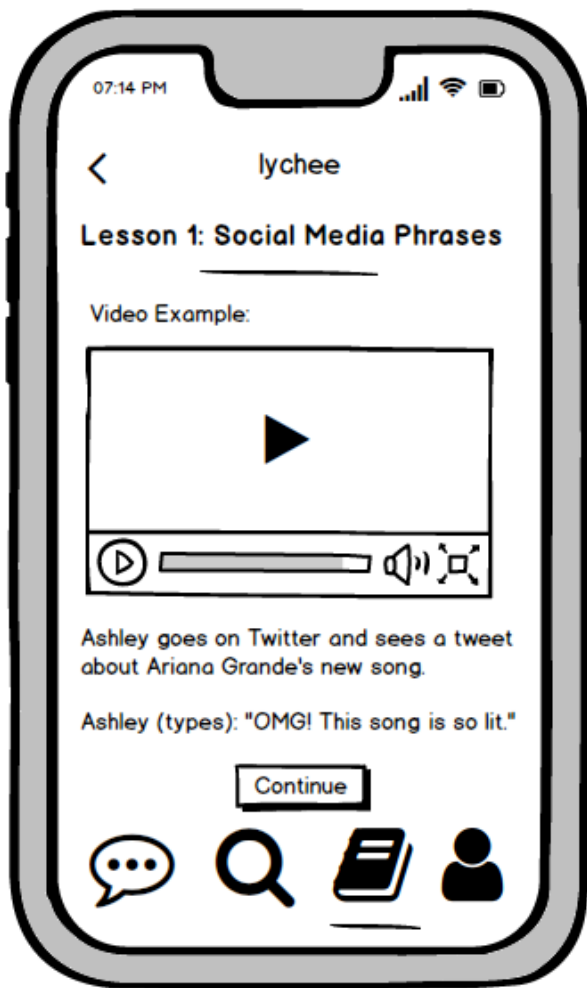 07:14 PM
lychee
Lesson 1: Social Media Phrases
Video Example:
Ashley goes on Twitter and sees a tweet
about Ariana Grande's new song.
Ashley (types): "OMG! This song is so lit."
Continue